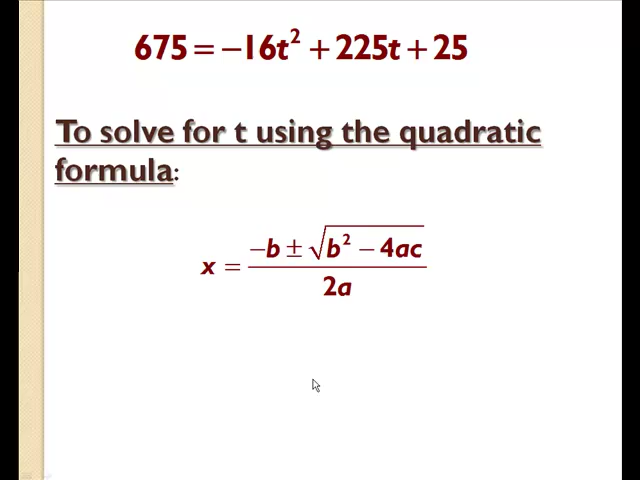 675 = −16t² + 225t + 25
To solve for t using the quadratic
formula:
x = (−b ± √(b² − 4ac)) / 2a